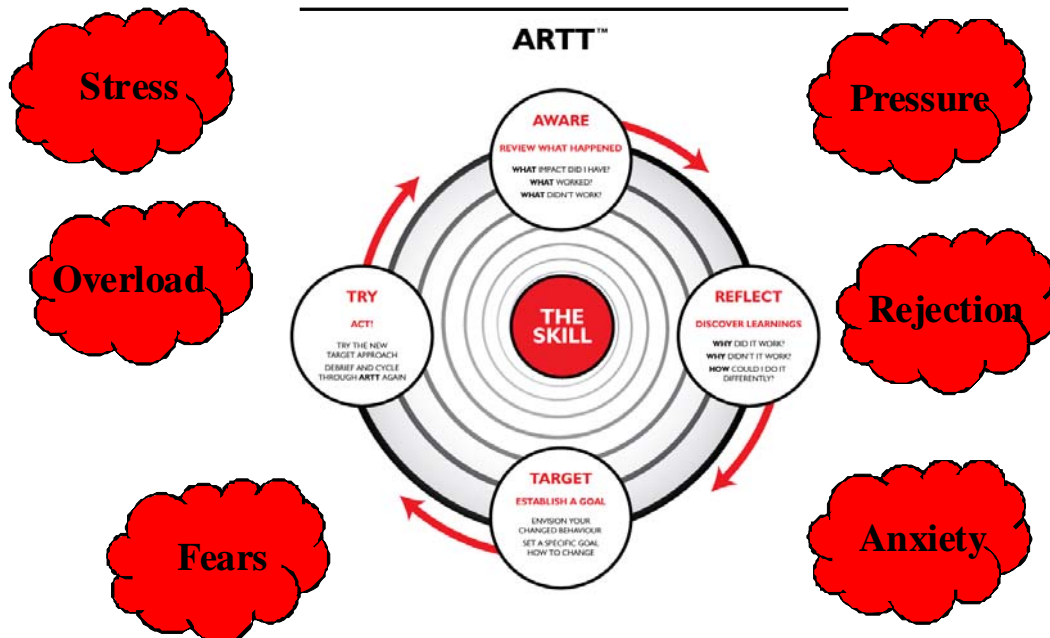 ARTT™
Stress
Pressure
AWARE
REVIEW WHAT HAPPENED
WHAT IMPACT DID I HAVE?
WHAT WORKED?
WHAT DIDN'T WORK?
Overload
Rejection
TRY
ACT!
TRY THE NEW
TARGET APPROACH
DEBRIEF AND CYCLE
THROUGH ARTT AGAIN
THE
SKILL
REFLECT
DISCOVER LEARNINGS
WHY DID IT WORK?
WHY DIDN'T IT WORK?
HOW COULD I DO IT
DIFFERENTLY?
TARGET
ESTABLISH A GOAL
ENVISION YOUR
CHANGED BEHAVIOUR
SET A SPECIFIC GOAL
HOW TO CHANGE
Fears
Anxiety